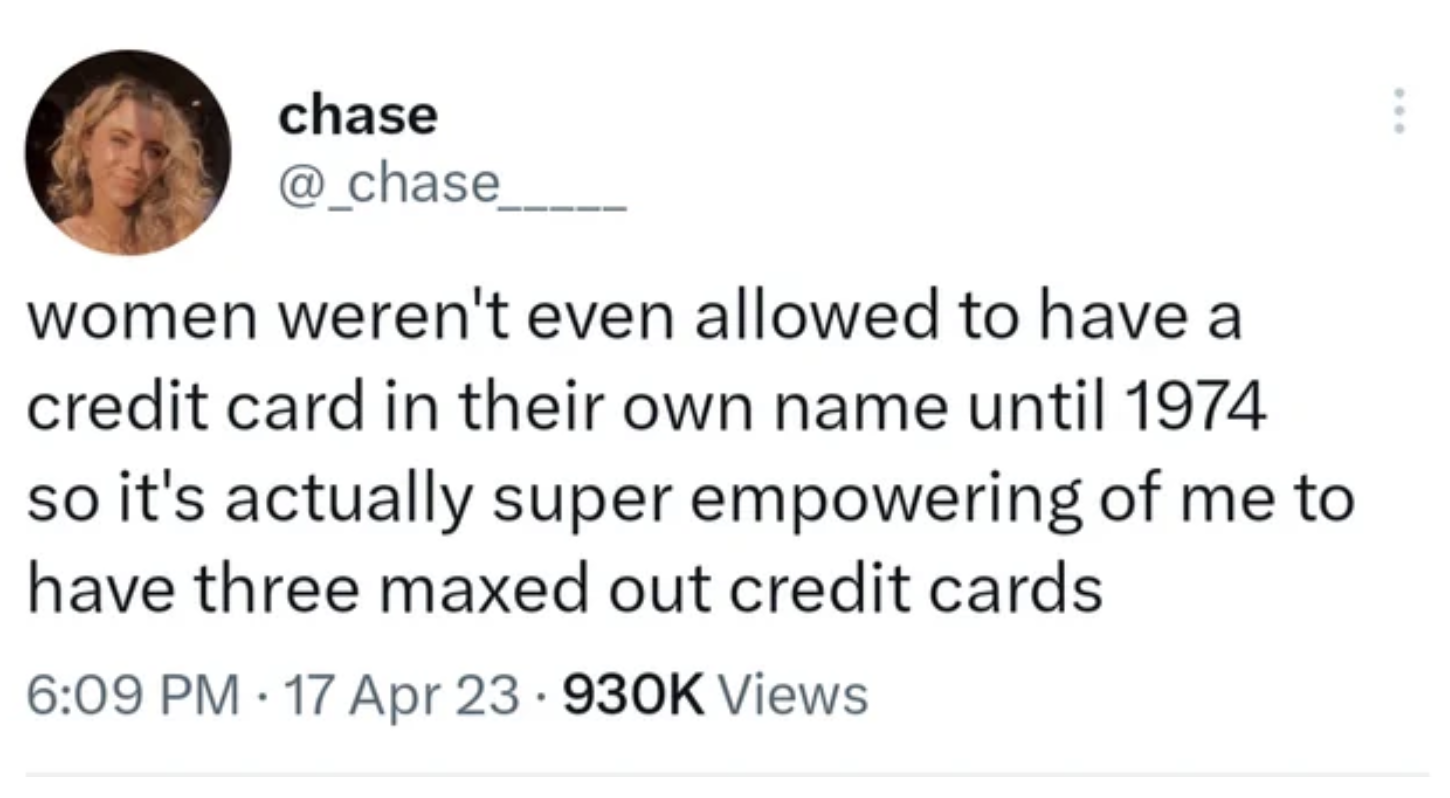 chase
@_chase_____
women weren't even allowed to have a
credit card in their own name until 1974
so it's actually super empowering of me to
have three maxed out credit cards
6:09 PM · 17 Apr 23 · 930K Views